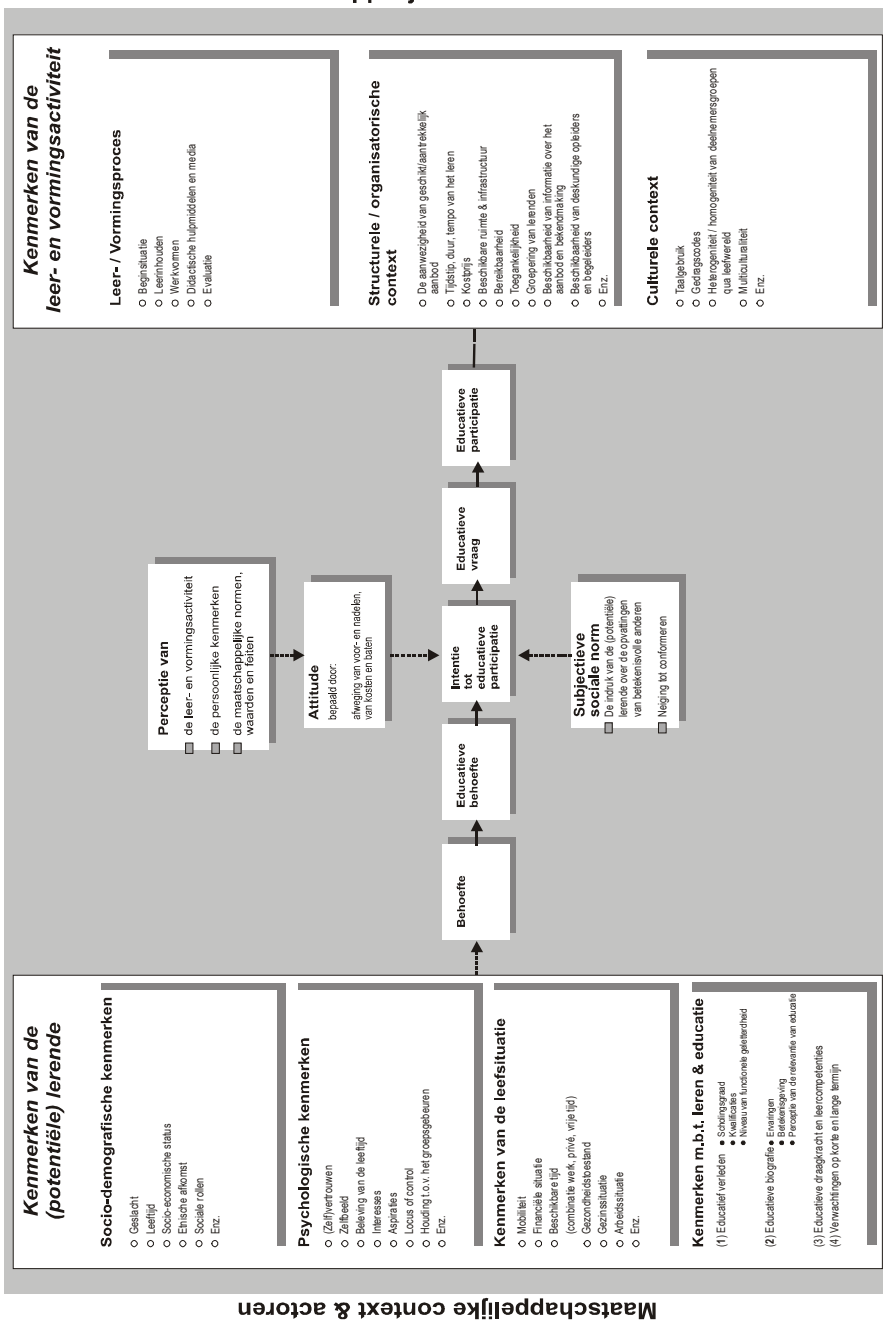 Maatschappelijke context & actoren
Kenmerken van de
(potentiële) lerende
Socio-demografische kenmerken
Geslacht
Leeftijd
Socio-economische status
Etnische afkomst
Sociale rollen
Enz.
Psychologische kenmerken
(Zelf)vertrouwen
Zelfbeeld
Beleving van de leeftijd
Interesses
Aspiraties
Locus of control
Houding t.o.v. het groepsgebeuren
Enz.
Kenmerken van de leefsituatie
Mobiliteit
Financiële situatie
Beschikbare tijd
(combinatie werk, privé, vrije tijd)
Gezondheidstoestand
Gezinssituatie
Arbeidssituatie
Enz.
Kenmerken m.b.t. leren & educatie
(1) Educatief verleden • Scholingsgraad
• Kwalificaties
• Niveau van functionele geletterdheid
(2) Educatieve biografie • Ervaringen
• Betekenisgeving
• Perceptie van de relevantie van educatie
(3) Educatieve draagkracht en leercompetenties
(4) Verwachtingen op korte en lange termijn
Perceptie van
de leer- en vormingsactiviteit
de persoonlijke kenmerken
de maatschappelijke normen,
waarden en feiten
Attitude
bepaald door:
afweging van voor- en nadelen,
van kosten en baten
Behoefte
Educatieve
behoefte
Intentie
tot
educatieve
participatie
Educatieve
vraag
Educatieve
participatie
Subjectieve
sociale norm
De indruk van de (potentiële)
lerende over de opvattingen
van betekenisvolle anderen
Neiging tot conformeren
Kenmerken van de
leer- en vormingsactiviteit
Leer- / Vormingsproces
Beginsituatie
Leerinhouden
Werkvormen
Didactische hulpmiddelen en media
Evaluatie
Structurele / organisatorische
context
De aanwezigheid van geschikt/aantrekkelijk
aanbod
Tijdstip, duur, tempo van het leren
Kostprijs
Beschikbare ruimte & infrastructuur
Bereikbaarheid
Toegankelijkheid
Groepering van lerenden
Beschikbaarheid van informatie over het
aanbod en bekendmaking
Beschikbaarheid van deskundige opleiders
en begeleiders
Enz.
Culturele context
Taalgebruik
Gedragscodes
Heterogeniteit / homogeniteit van deelnemersgroepen
qua leefwereld
Multiculturaliteit
Enz.